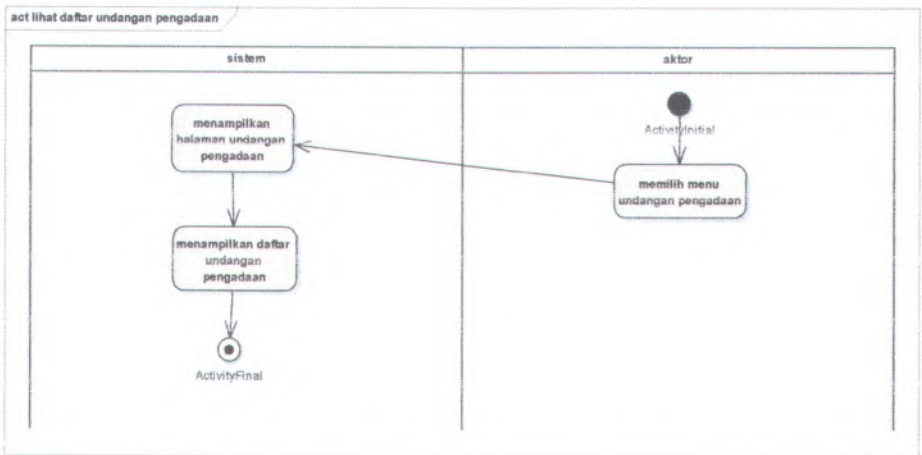 act lihat daftar undangan pengadaan
sistem
aktor
ActivityInitial
memilih menu
undangan pengadaan
menampilkan
halaman undangan
pengadaan
menampilkan daftar
undangan
pengadaan
ActivityFinal